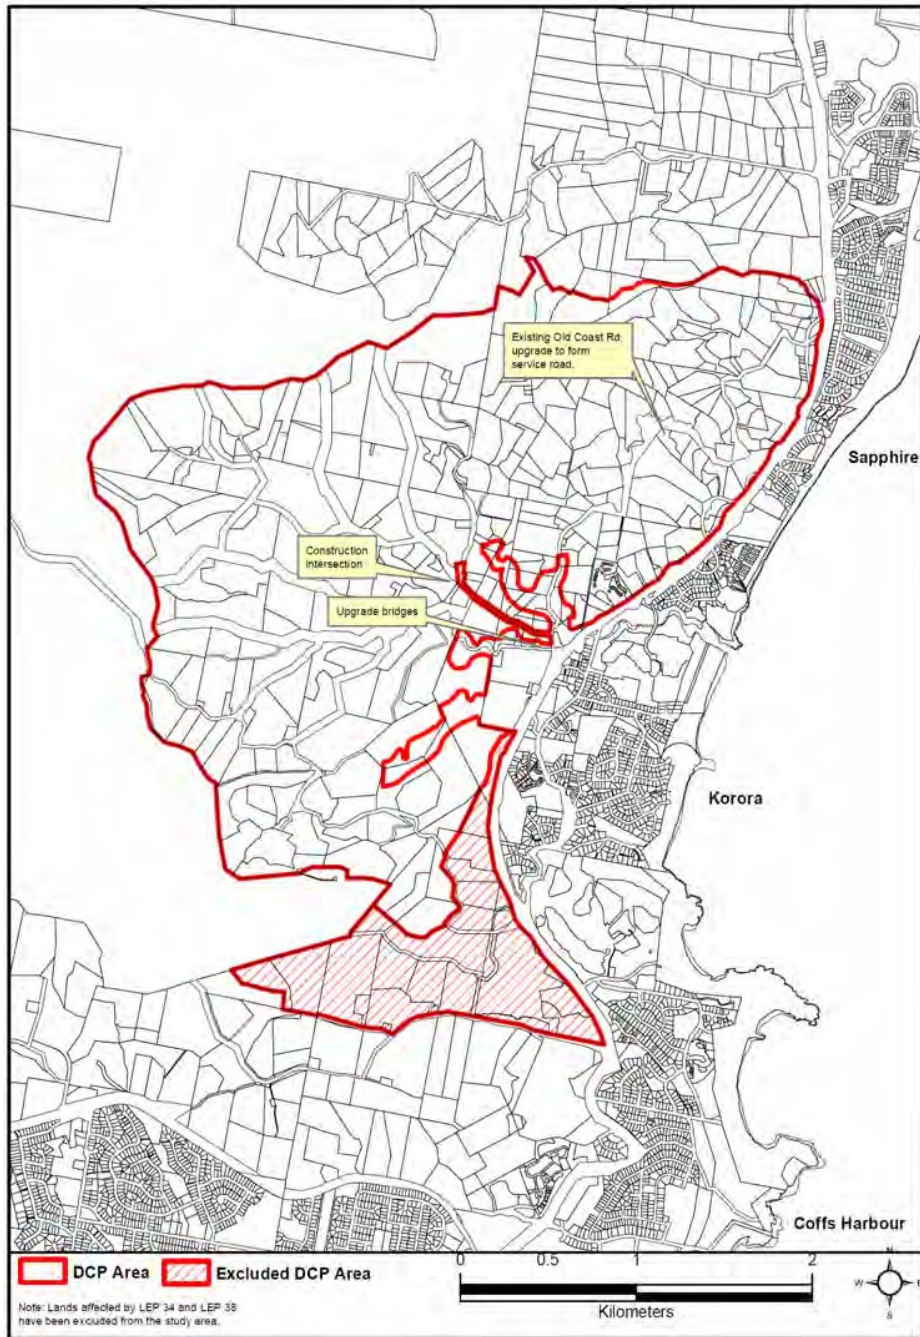 Existing Old Coast Rd,
upgrade to form
service road.
Sapphire
Construction
intersection
Upgrade bridges
Korora
Coffs Harbour
DCP Area
Excluded DCP Area
Note: Lands affected by LEP 34 and LEP 38
have been excluded from the study area.
0 0.5 1 2
Kilometers
N
W E
S